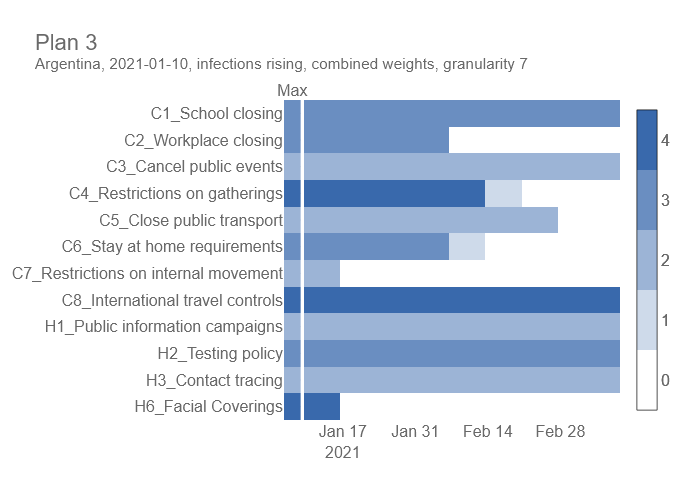 Plan 3
Argentina, 2021-01-10, infections rising, combined weights, granularity 7
Max
C1_School closing
C2_Workplace closing
C3_Cancel public events
C4_Restrictions on gatherings
C5_Close public transport
C6_Stay at home requirements
C7_Restrictions on internal movement
C8_International travel controls
H1_Public information campaigns
H2_Testing policy
H3_Contact tracing
H6_Facial Coverings
Jan 17 Jan 31 Feb 14 Feb 28
2021
4
3
2
1
0